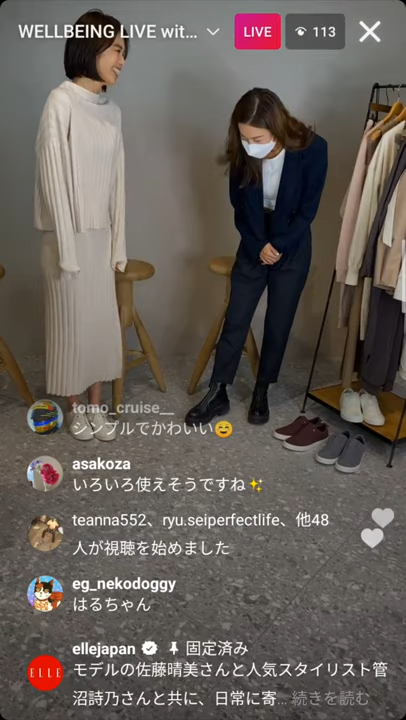 WELLBEING LIVE wit...
LIVE
113
tomo_cruise__
シンプルでかわいい😊
asakoza
いろいろ使えそうですね✨
teanna552、ryu.seiperfectlife、他48
人が視聴を始めました
eg_nekodoggy
はるちゃん
ellejapan 固定済み
ELLE
モデルの佐藤晴美さんと人気スタイリスト管
沼詩乃さんと共に、日常に寄... 続きを読む